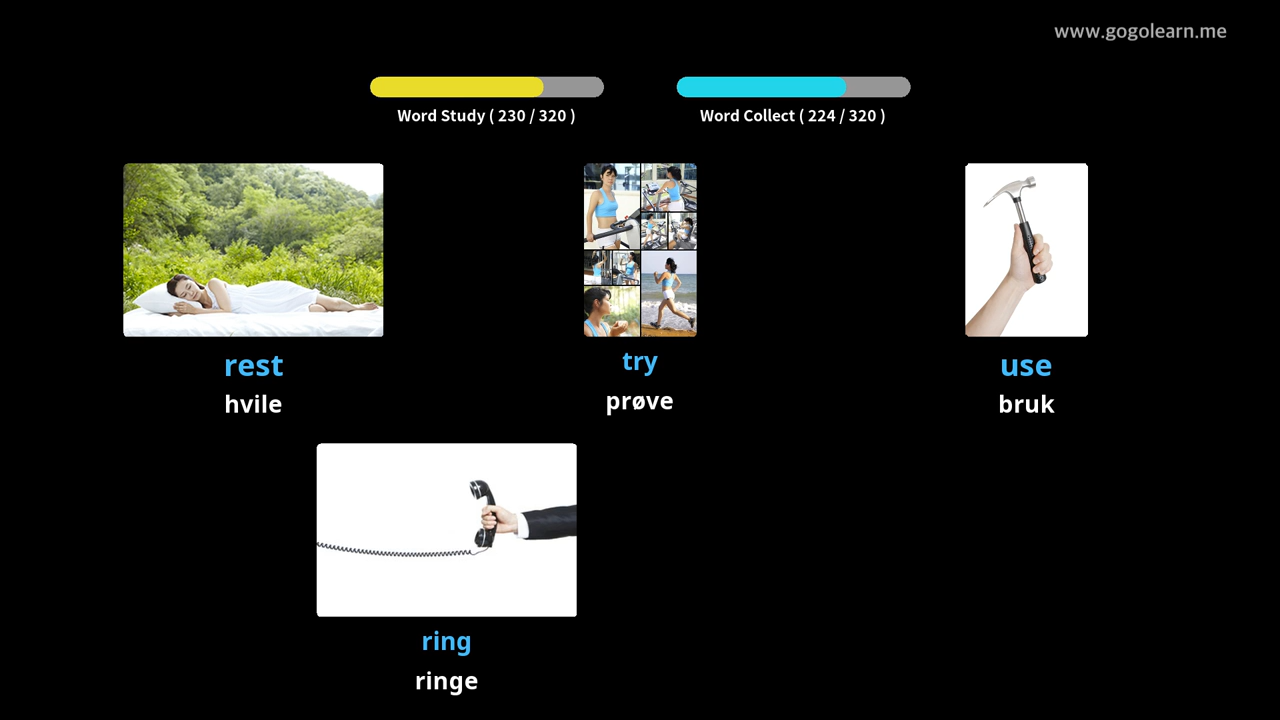 www.gogolearn.me
Word Study ( 230 / 320 )
Word Collect ( 224 / 320 )
rest
hvile
try
prøve
use
bruk
ring
ringe